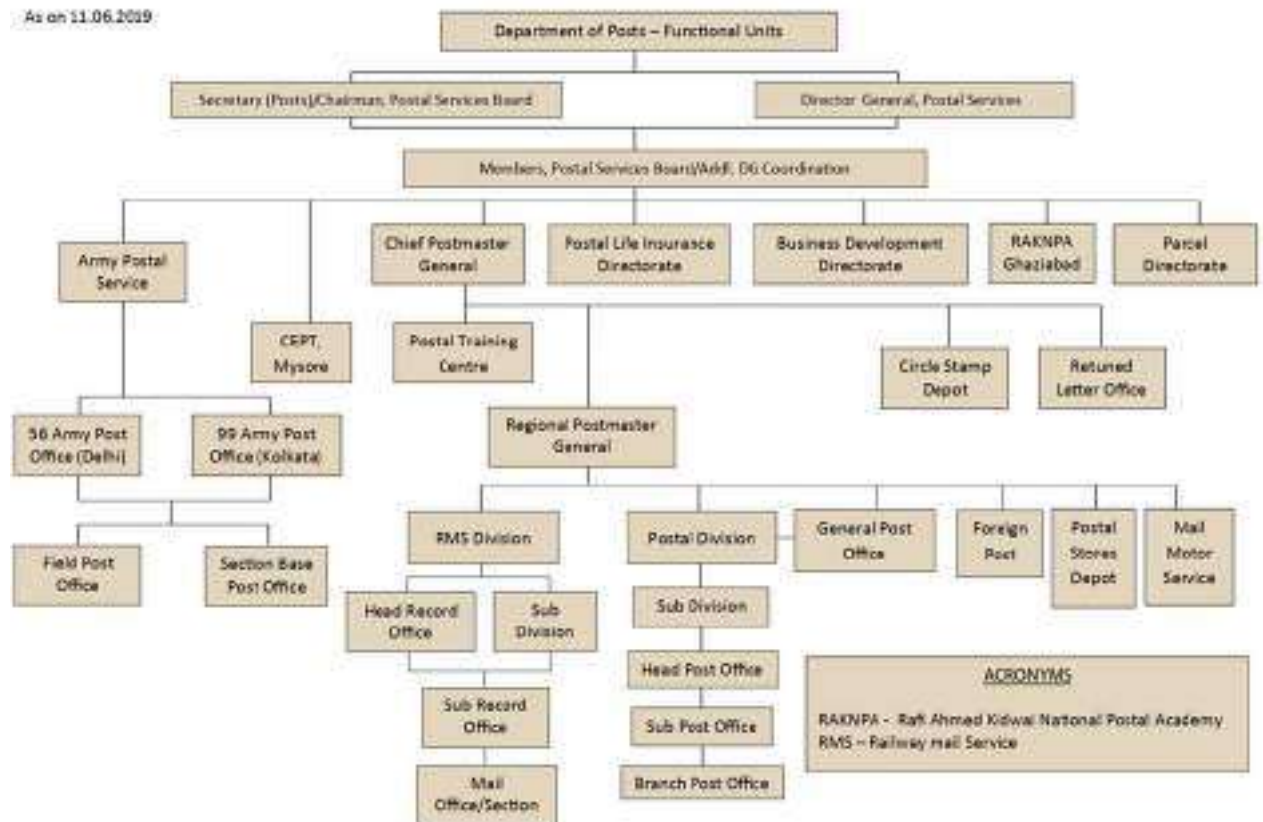 As on 11.06.2019
Department of Posts – Functional Units
Secretary (Posts)/Chairman, Postal Services Board
Director General, Postal Services
Members, Postal Services Board/Addl. DG Coordination
Army Postal
Service
CEPT,
Mysore
Chief Postmaster
General
Postal Life Insurance
Directorate
Business Development
Directorate
RAKNPA
Ghaziabad
Parcel
Directorate
Postal Training
Centre
Circle Stamp
Depot
Retuned
Letter Office
56 Army Post
Office (Delhi)
99 Army Post
Office (Kolkata)
Regional Postmaster
General
Field Post
Office
Section Base
Post Office
RMS Division
Postal Division
General Post
Office
Foreign
Post
Postal
Stores
Depot
Mail
Motor
Service
Head Record
Office
Sub
Division
Sub Division
Sub Record
Office
Head Post Office
Mail
Office/Section
Sub Post Office
Branch Post Office
ACRONYMS
RAKNPA - Rafi Ahmed Kidwai National Postal Academy
RMS – Railway mail Service